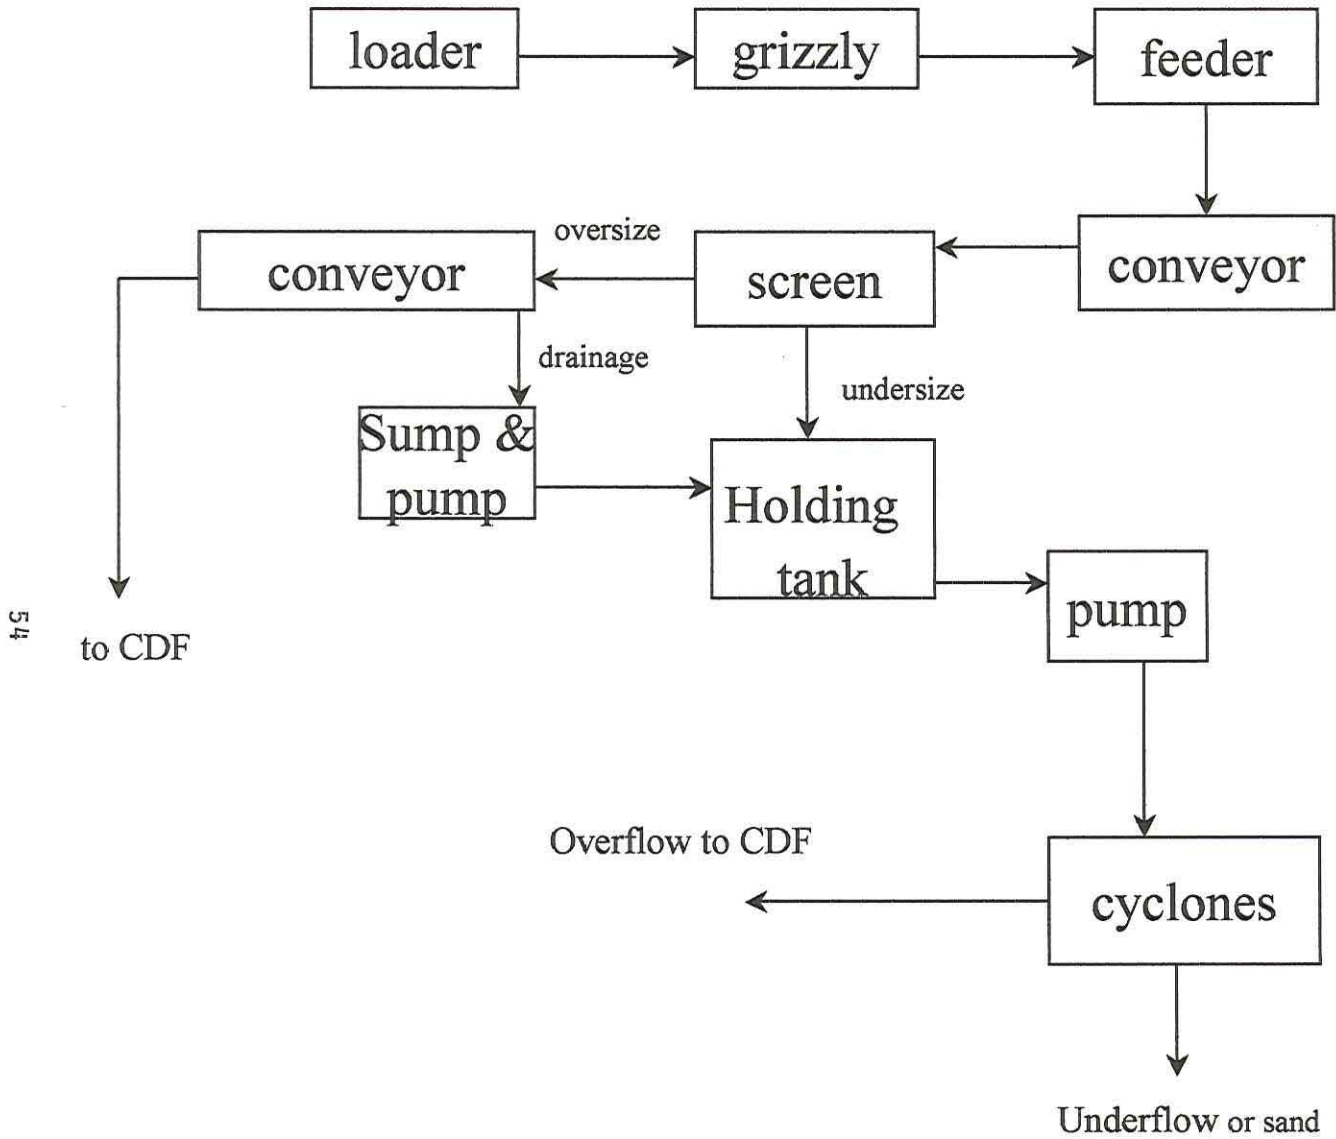 loader
grizzly
feeder
conveyor
oversize
screen
conveyor
drainage
undersize
Sump &
pump
Holding
tank
pump
54
to CDF
Overflow to CDF
cyclones
Underflow or sand